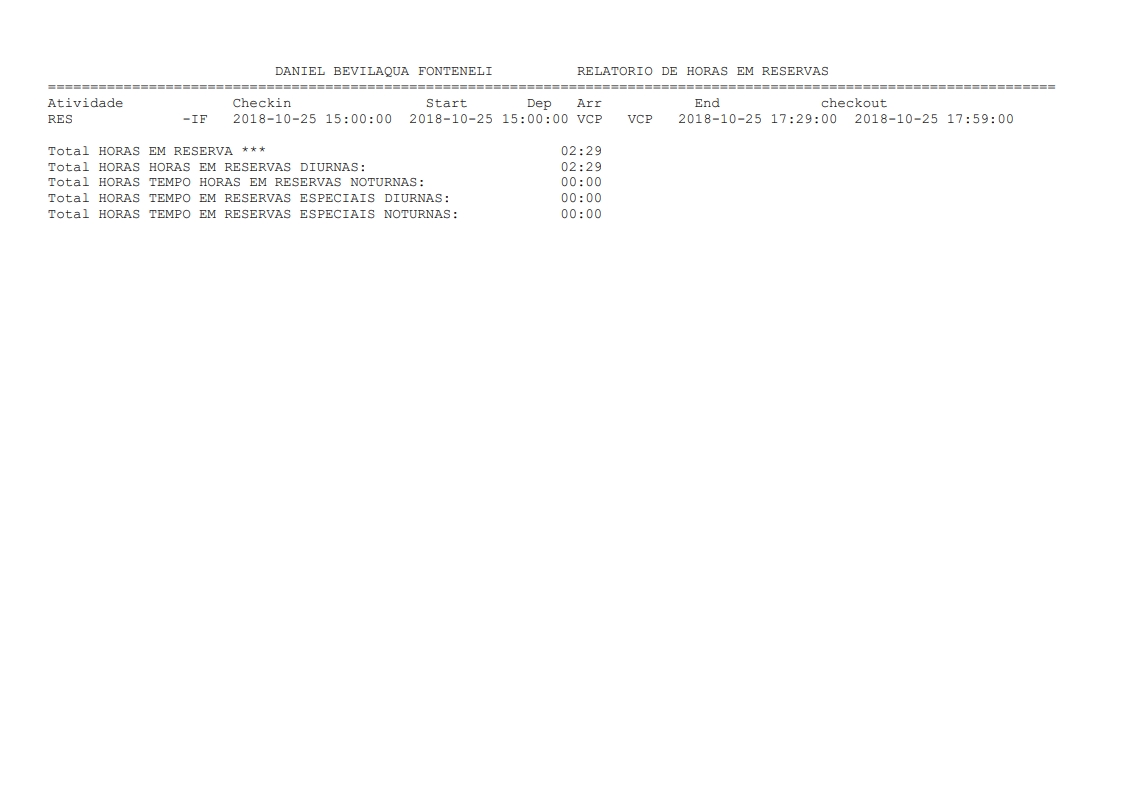 DANIEL BEVILAQUA FONTENELI RELATORIO DE HORAS EM RESERVAS
========================================================================================================================
Atividade Checkin Start Dep Arr End checkout
RES -IF 2018-10-25 15:00:00 2018-10-25 15:00:00 VCP VCP 2018-10-25 17:29:00 2018-10-25 17:59:00
Total HORAS EM RESERVA *** 02:29
Total HORAS HORAS EM RESERVAS DIURNAS: 02:29
Total HORAS TEMPO HORAS EM RESERVAS NOTURNAS: 00:00
Total HORAS TEMPO EM RESERVAS ESPECIAIS DIURNAS: 00:00
Total HORAS TEMPO EM RESERVAS ESPECIAIS NOTURNAS: 00:00